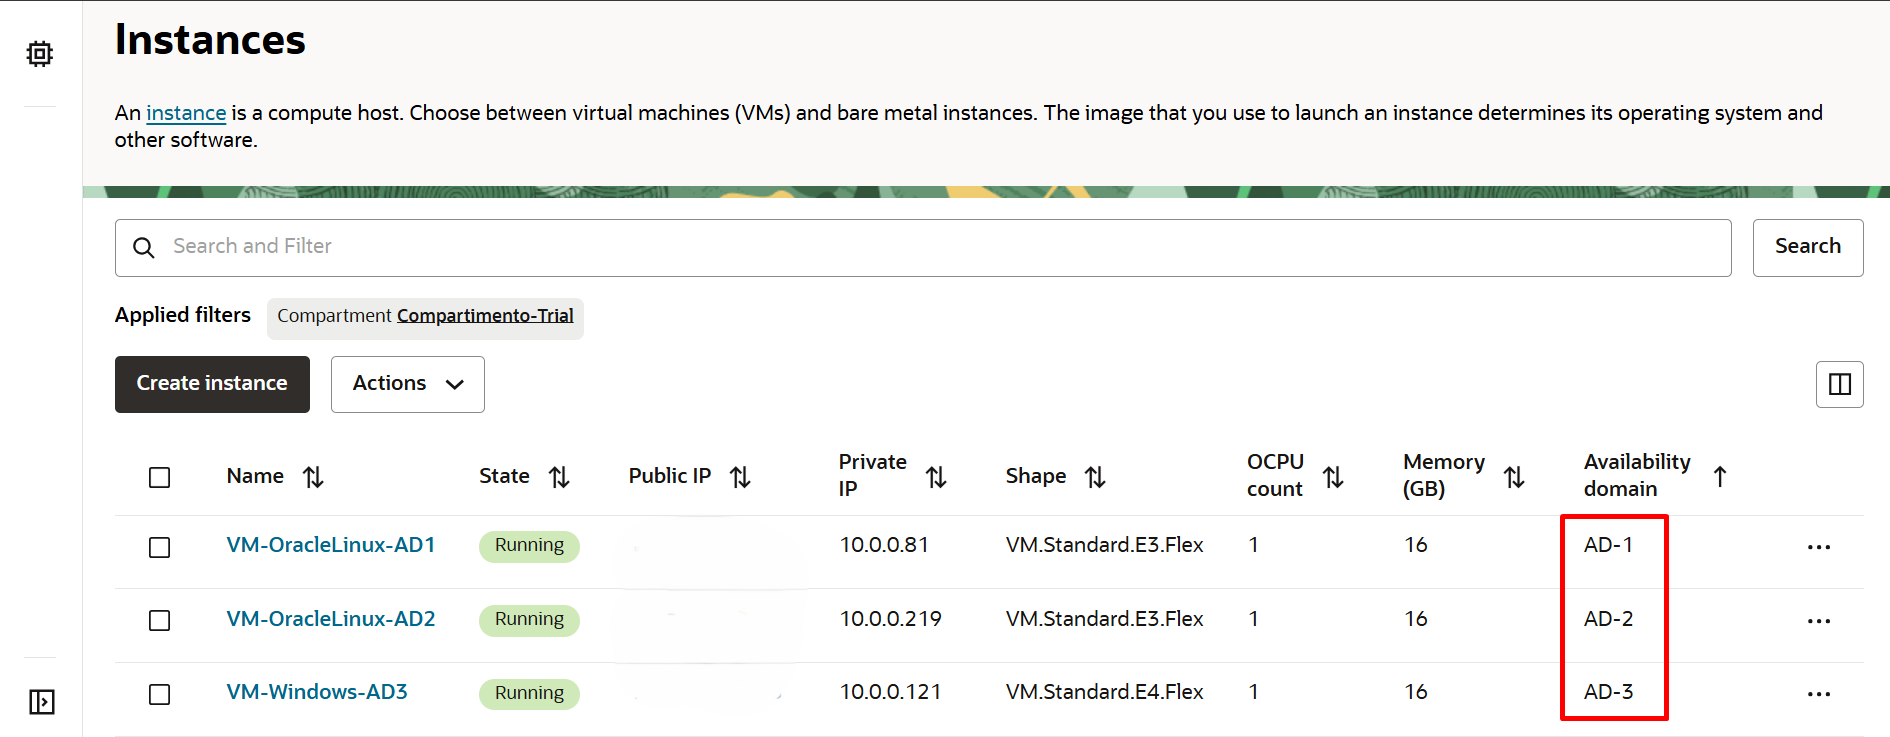 Instances
An instance is a compute host. Choose between virtual machines (VMs) and bare metal instances. The image that you use to launch an instance determines its operating system and
other software.
Search and Filter
Search
Applied filters Compartment Compartimento-Trial
Create instance Actions
Name State Public IP Private IP Shape OCPU count Memory (GB) Availability domain
VM-OracleLinux-AD1 Running 10.0.0.81 VM.Standard.E3.Flex 1 16 AD-1 ...
VM-OracleLinux-AD2 Running 10.0.0.219 VM.Standard.E3.Flex 1 16 AD-2 ...
VM-Windows-AD3 Running 10.0.0.121 VM.Standard.E4.Flex 1 16 AD-3 ...